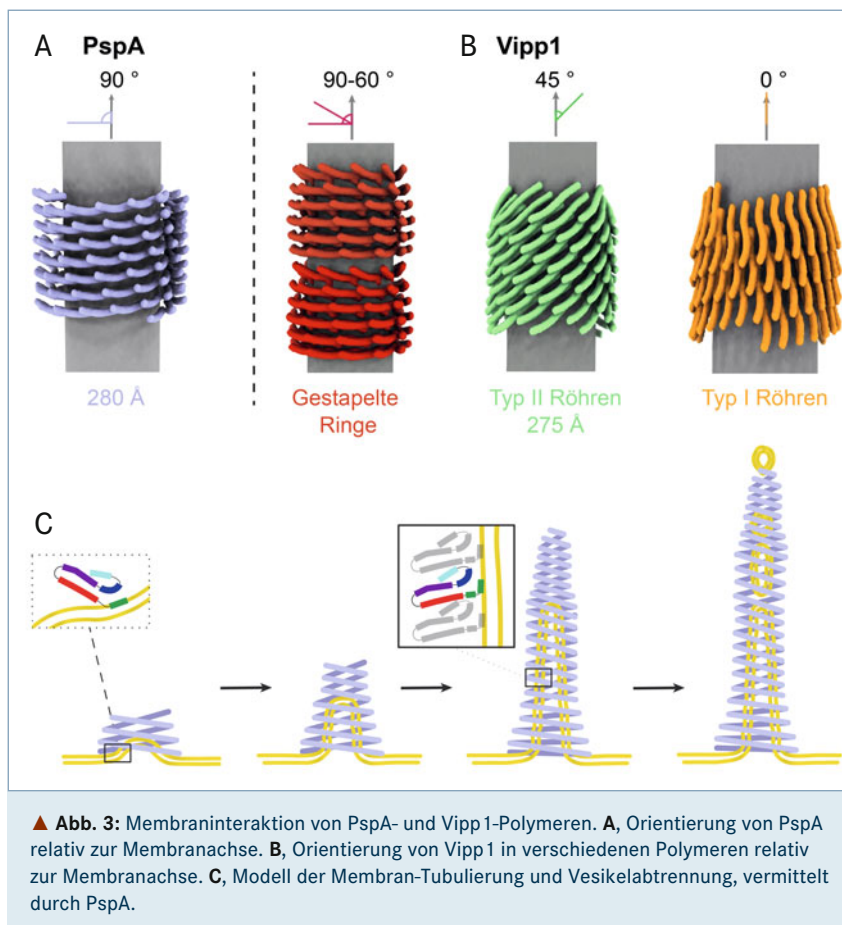 A PspA
90 °
90-60 °
280 Å
Gestapelte
Ringe
B Vipp1
45 °
0 °
Typ II Röhren
275 Å
Typ I Röhren
C
▲ Abb. 3: Membraninteraktion von PspA- und Vipp1-Polymeren. A, Orientierung von PspA
relativ zur Membranachse. B, Orientierung von Vipp1 in verschiedenen Polymeren relativ
zur Membranachse. C, Modell der Membran-Tubulierung und Vesikelabtrennung, vermittelt
durch PspA.